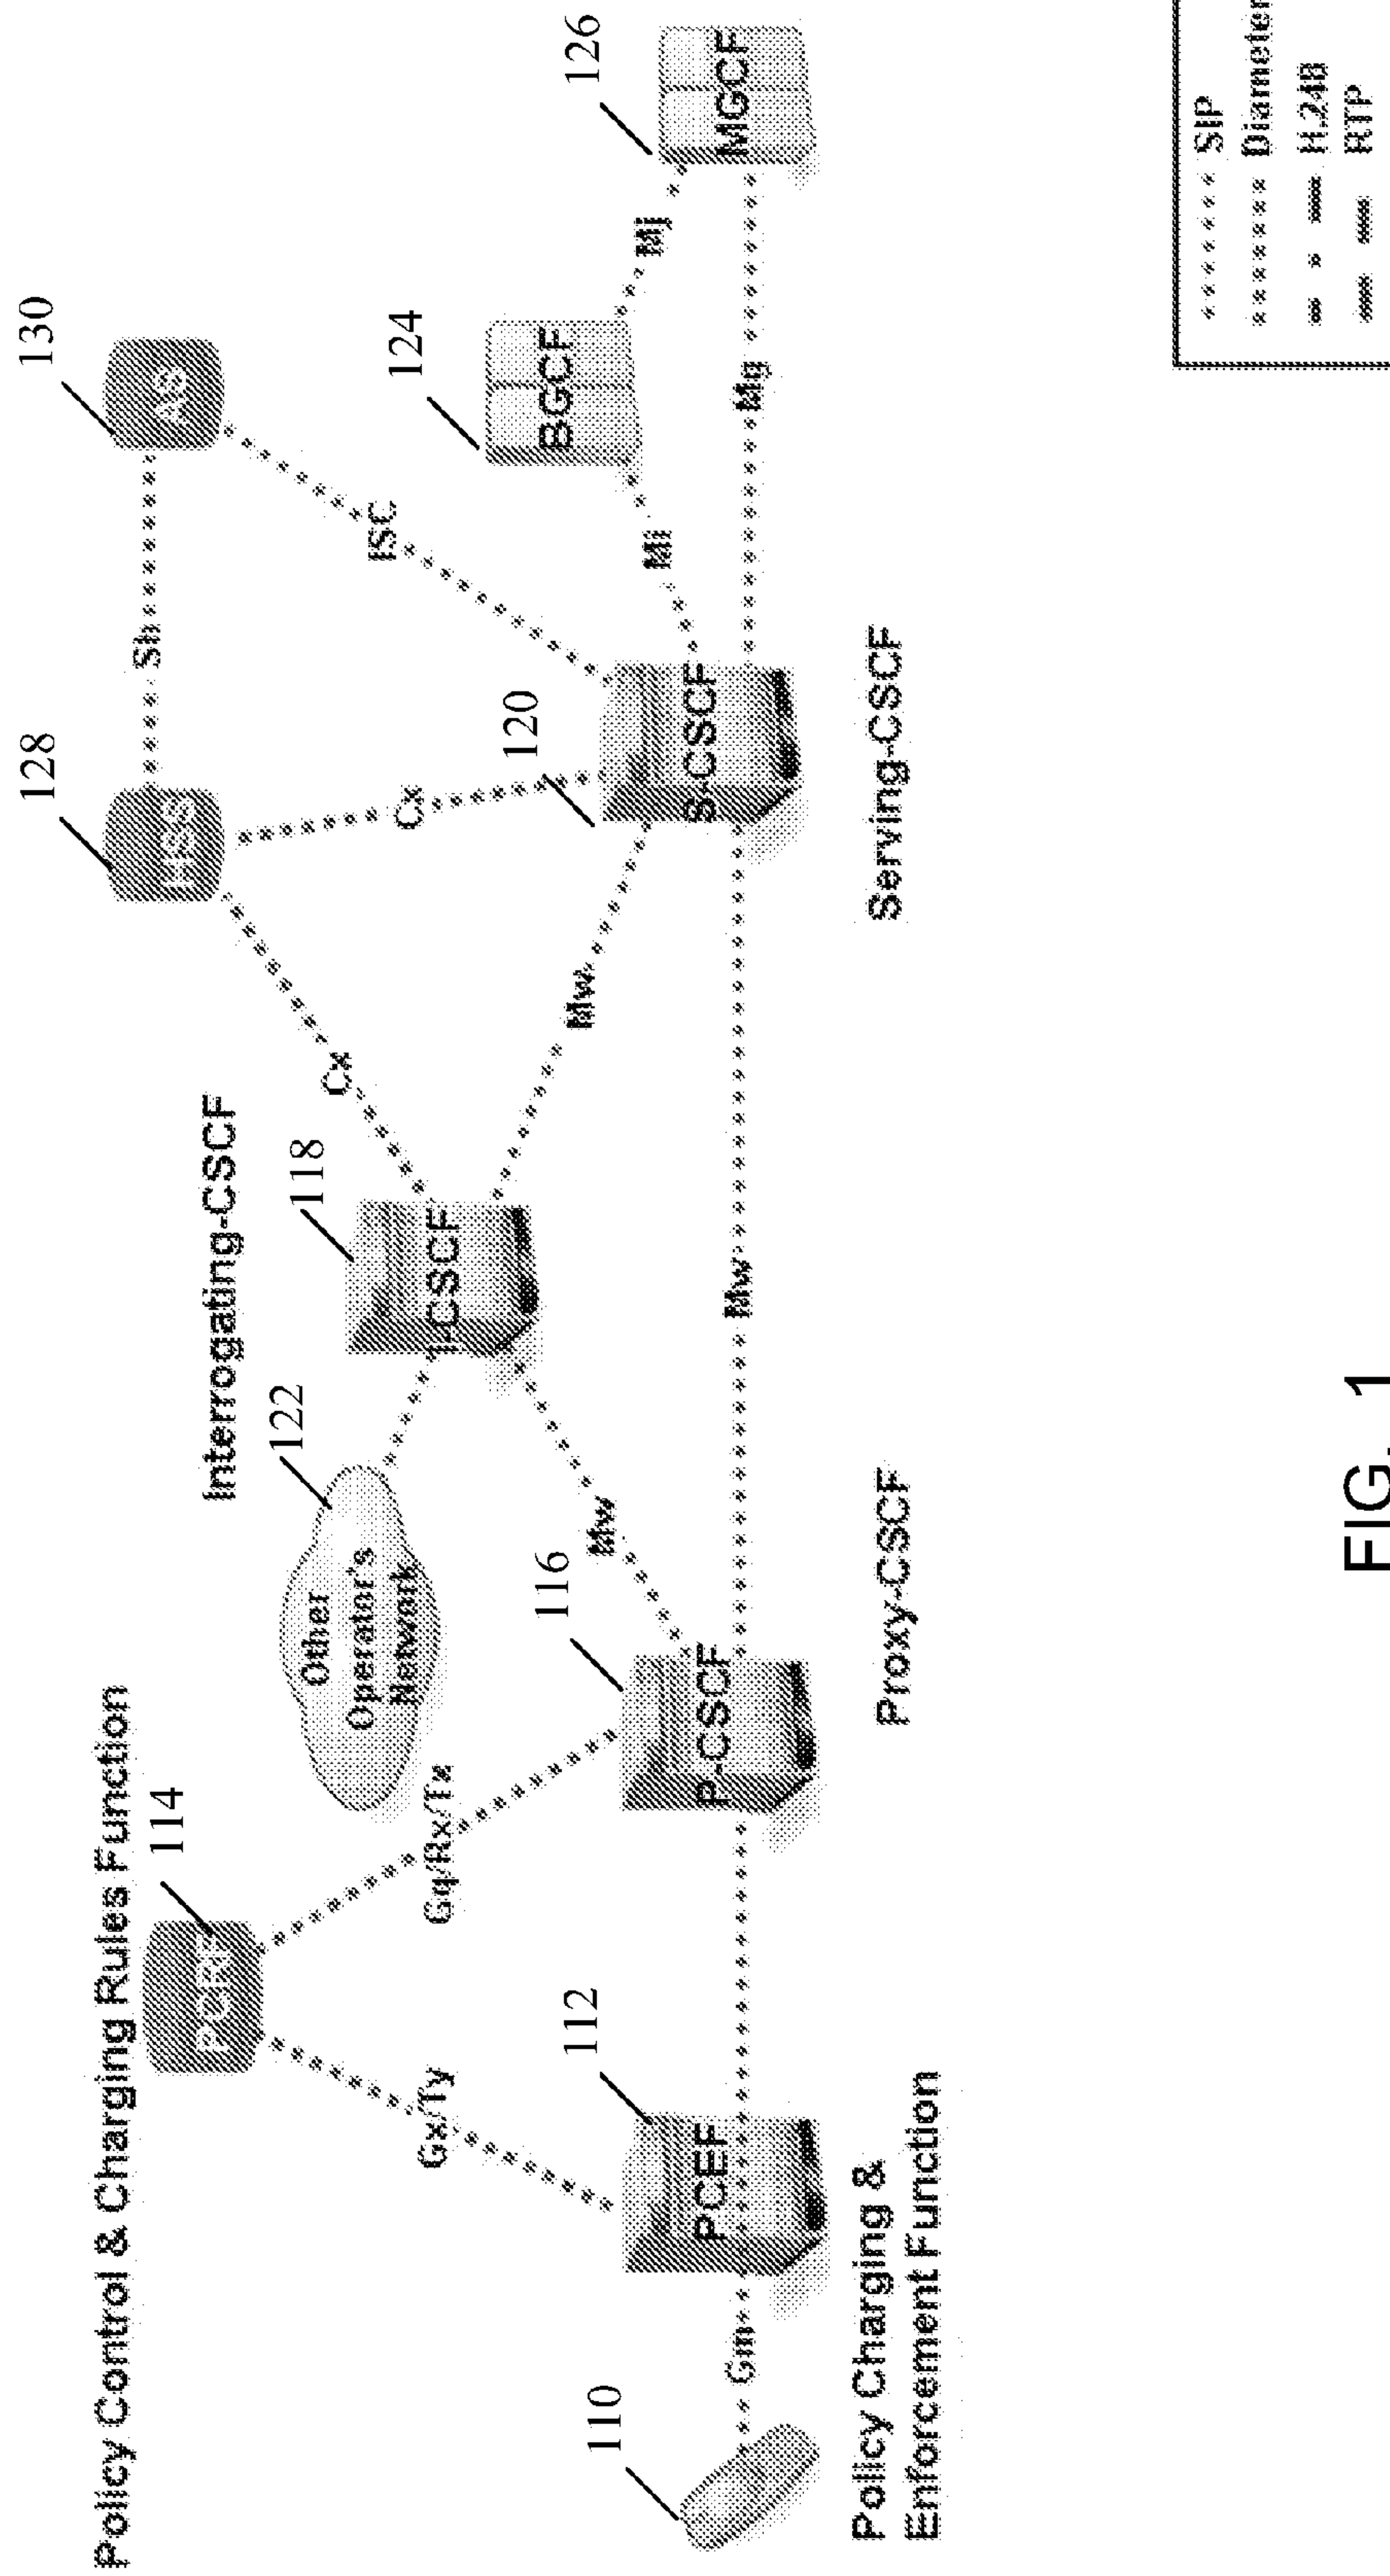 Policy Control & Charging Rules Function
114
PCRF
Interrogating-CSCF
128
HSS
Sh
130
AS
Other
Operator's
Network
122
118
I-CSCF
Cx
Cx
ISC
124
BGCF
Gx/Ty
Gq/Rx/Tx
Mw
Mw
120
Mi
Mj
126
MGCF
110
Gm
112
PCEF
116
P-CSCF
Mw
S-CSCF
Mg
Policy Charging &
Enforcement Function
Proxy-CSCF
Serving-CSCF
SIP
Diameter
H.248
RTP
FIG. 1